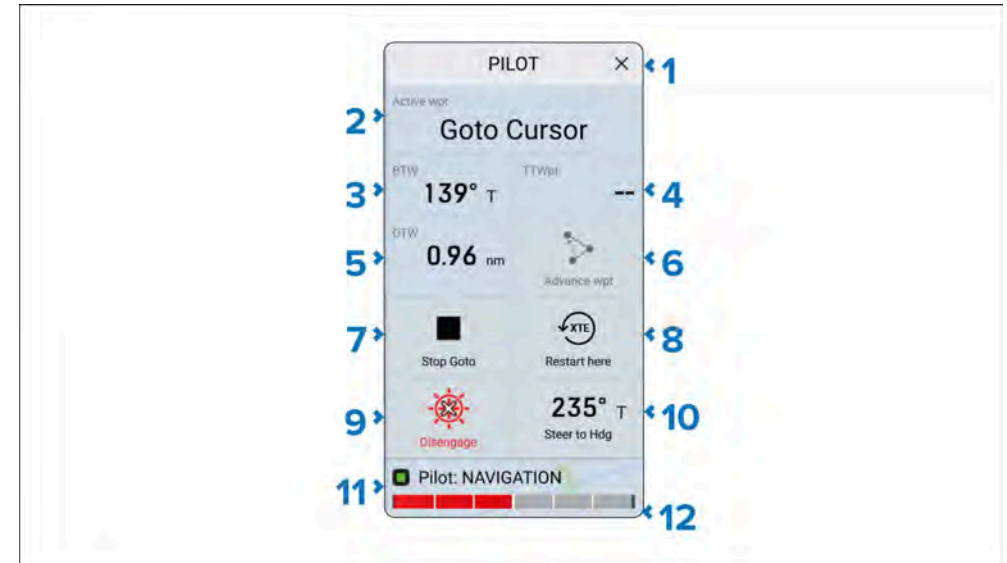 PILOT ×
1
Active wpt
2
Goto Cursor
BTW
TTWpt
3
139° T
--
4
DTW
5
0.96 nm
6
Advance wpt
7
XTE
8
Stop Goto
Restart here
9
235° T
10
Disengage
Steer to Hdg
11
Pilot: NAVIGATION
12